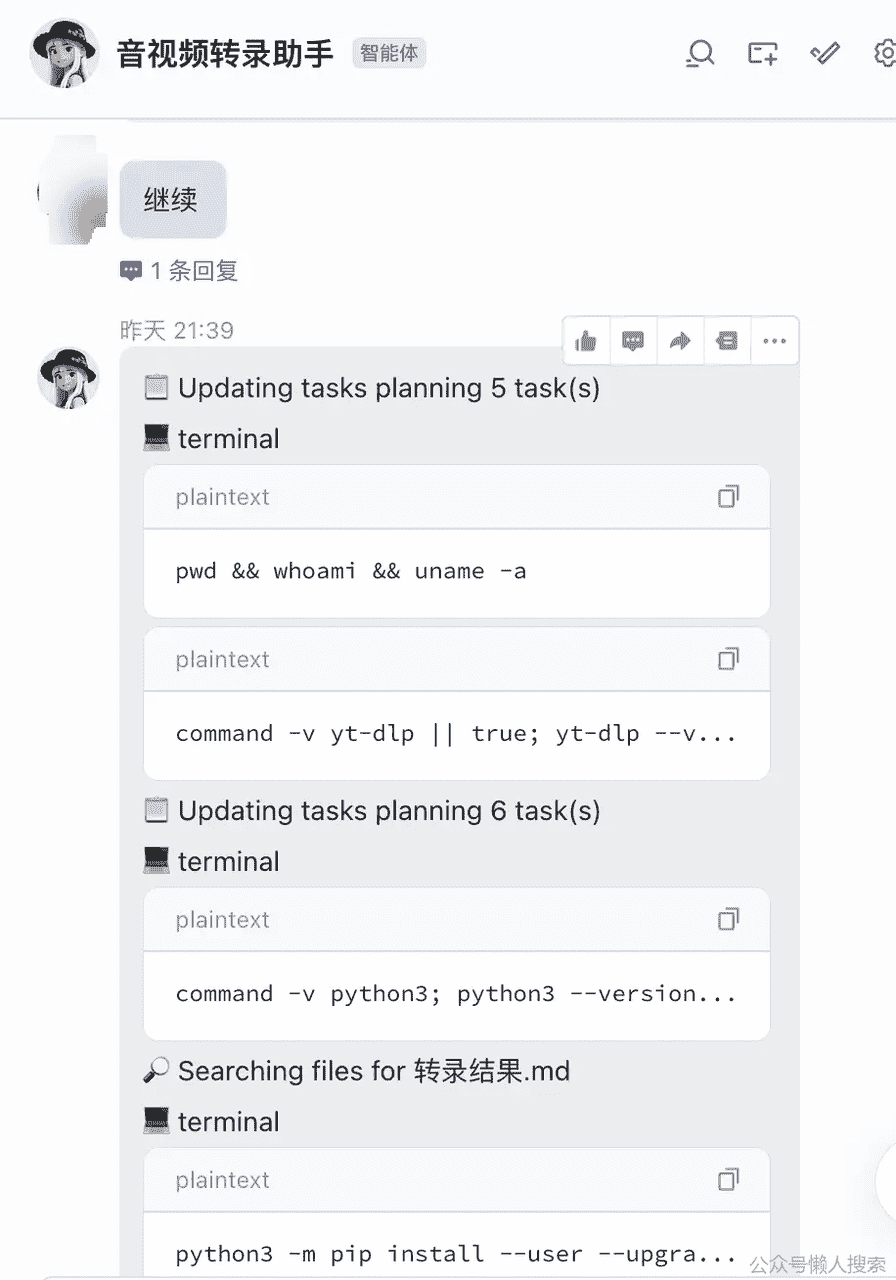 音视频转录助手 智能体
继续
1 条回复
昨天 21:39
Updating tasks planning 5 task(s)
terminal
plaintext
pwd && whoami && uname -a
plaintext
command -v yt-dlp || true; yt-dlp --v...
Updating tasks planning 6 task(s)
terminal
plaintext
command -v python3; python3 --version...
Searching files for 转录结果.md
terminal
plaintext
python3 -m pip install --user --upgra...
公众号懒人搜索